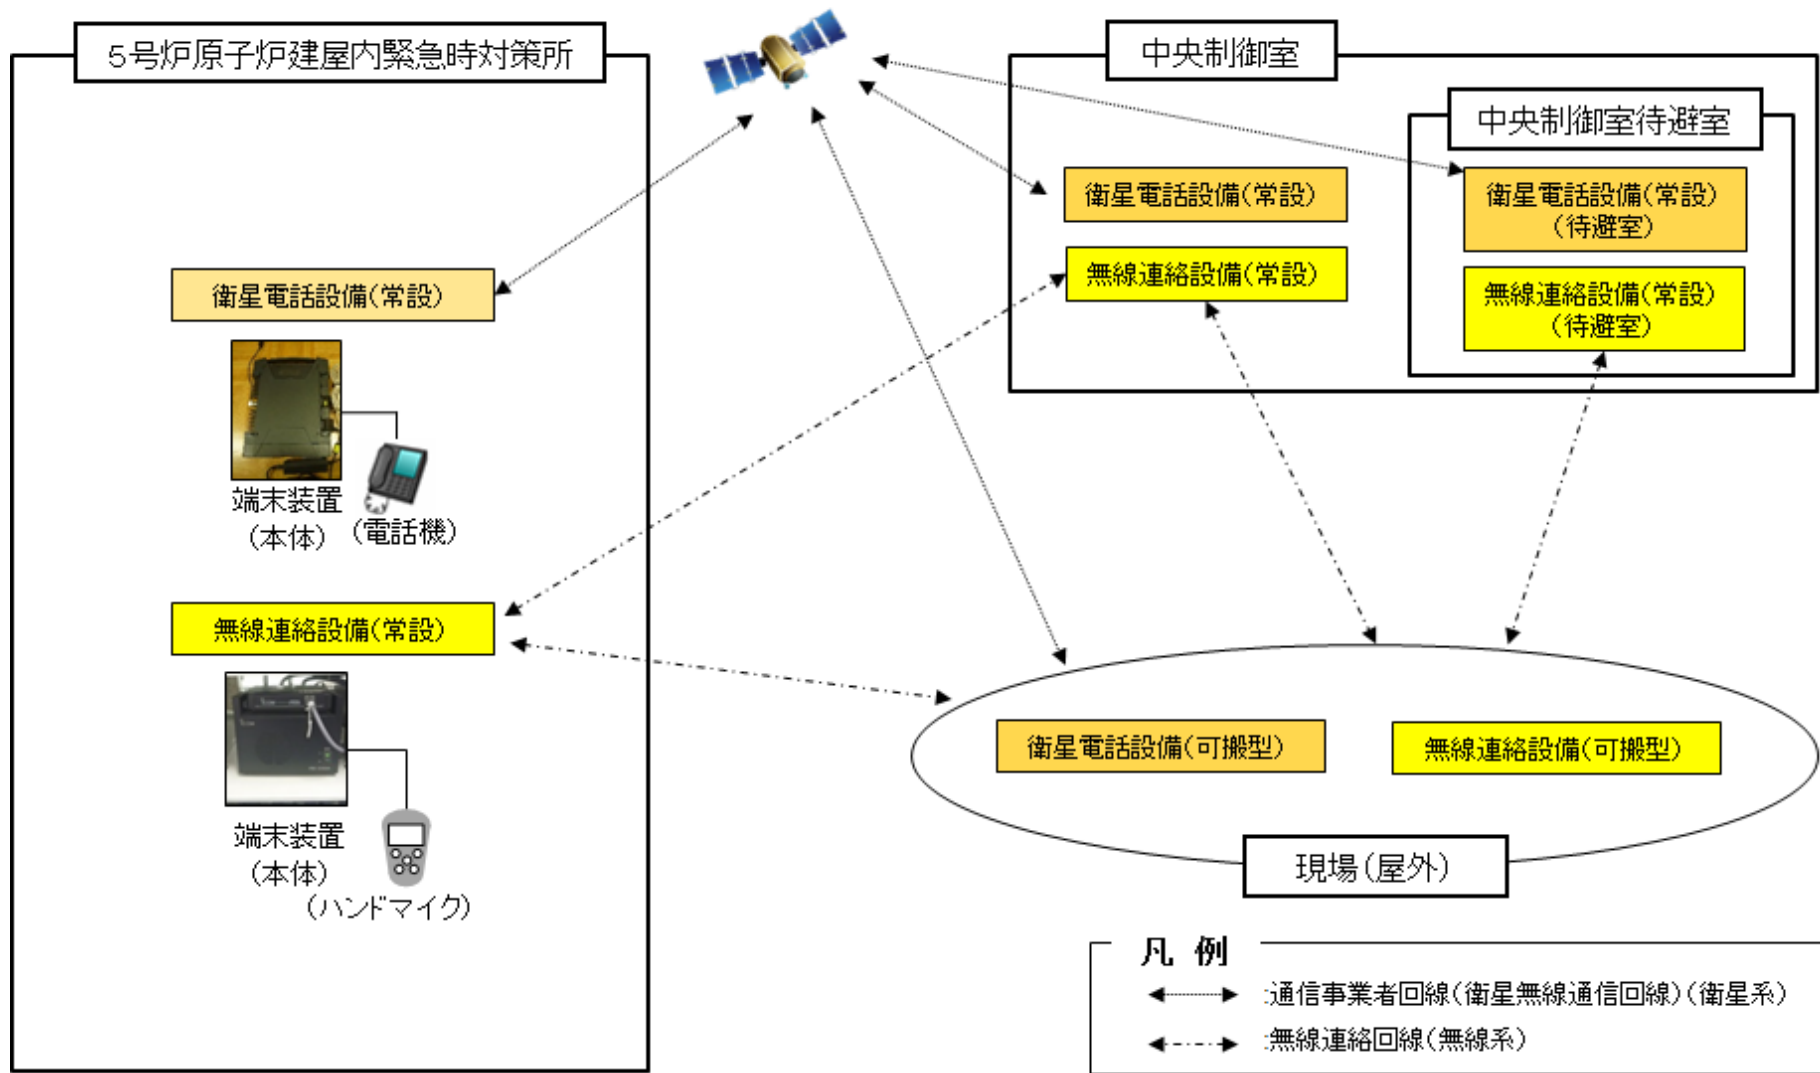 5号炉原子炉建屋内緊急時対策所
衛星電話設備(常設)
端末装置
(本体)
(電話機)
無線連絡設備(常設)
端末装置
(本体)
(ハンドマイク)
中央制御室
衛星電話設備(常設)
無線連絡設備(常設)
中央制御室待避室
衛星電話設備(常設)
(待避室)
無線連絡設備(常設)
(待避室)
衛星電話設備(可搬型)
無線連絡設備(可搬型)
現場(屋外)
凡 例
:通信事業者回線(衛星無線通信回線)(衛星系)
:無線連絡回線(無線系)